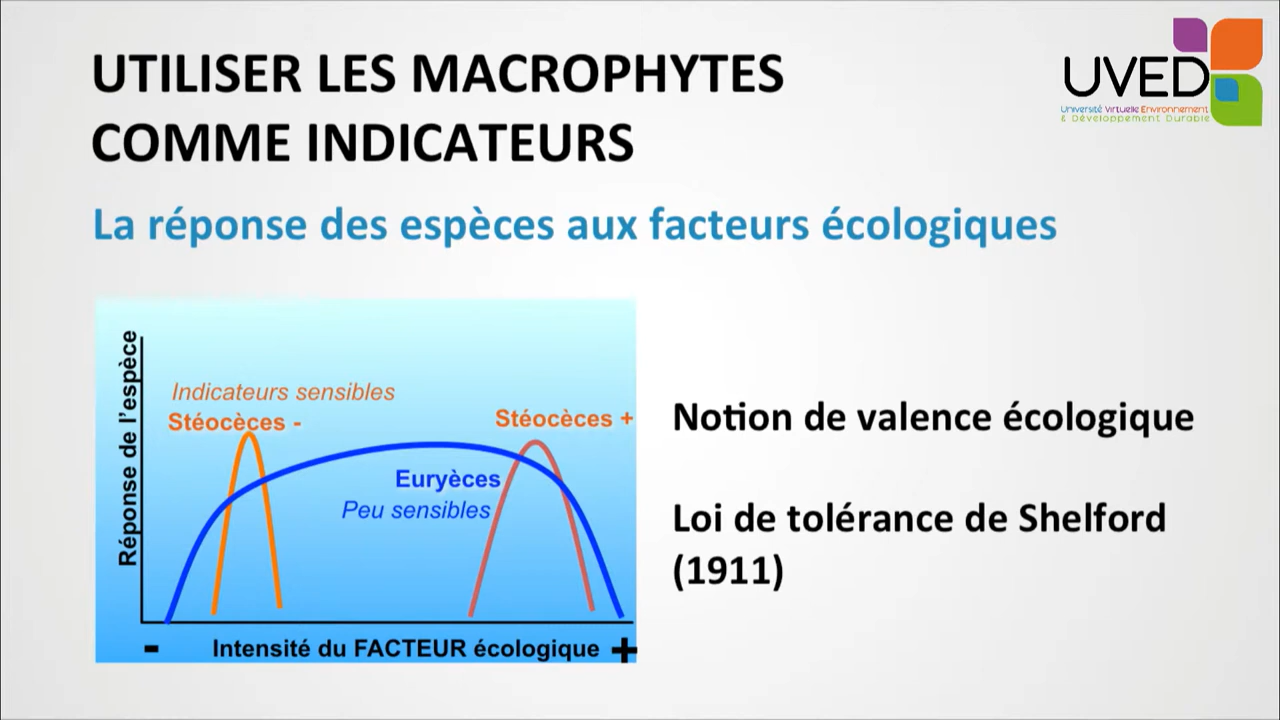 UTILISER LES MACROPHYTES
COMME INDICATEURS
UVED
Université Virtuelle Environnement
& Développement Durable
La réponse des espèces aux facteurs écologiques
Réponse de l'espèce
Indicateurs sensibles
Stéocèces -
Stéocèces +
Euryèces
Peu sensibles
- Intensité du FACTEUR écologique +
Notion de valence écologique
Loi de tolérance de Shelford
(1911)